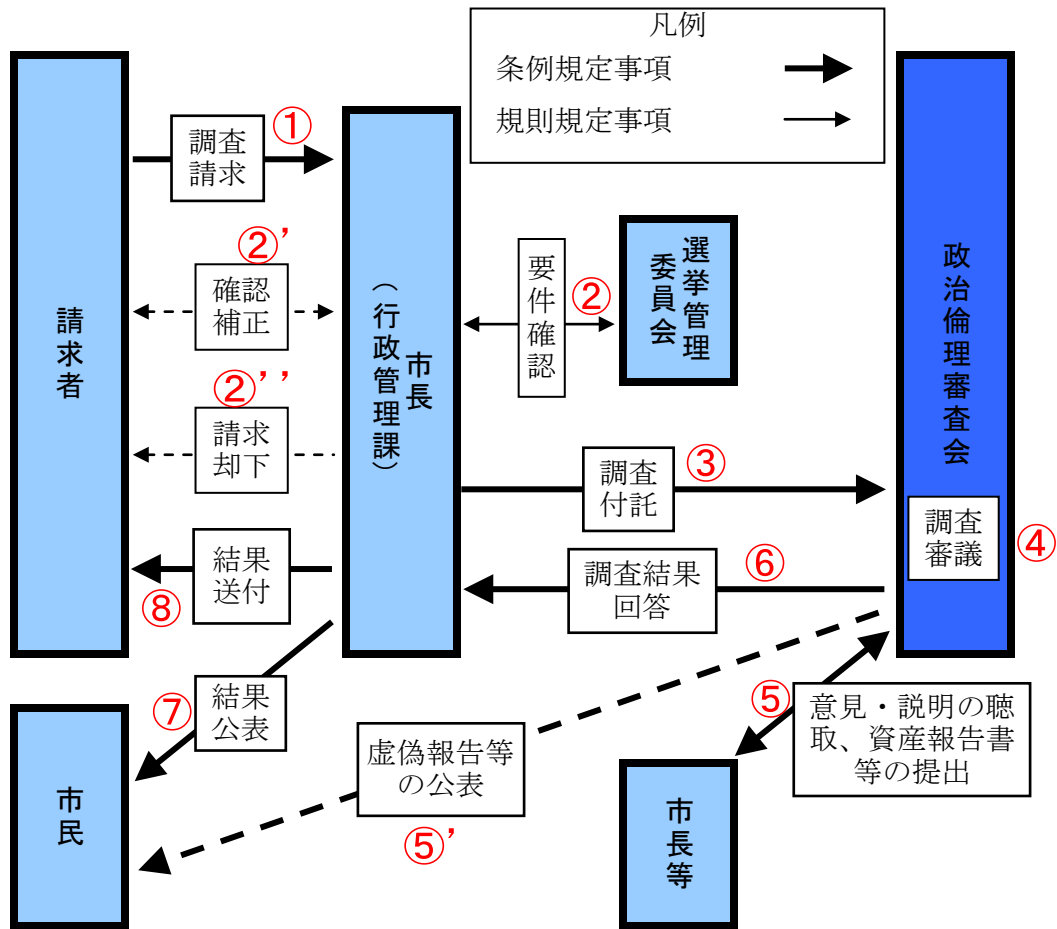 凡例
条例規定事項
規則規定事項
請求者
調査
請求
①
②’
確認
補正
②’’
請求
却下
結果
送付
⑧
市長
（行政管理課）
要
件
確
認
②
選挙管理
委員会
調査
付託
③
政治倫理審査会
調査
審議
④
調査結果
回答
⑥
⑦
結果
公表
市民
虚偽報告等
の公表
⑤’
⑤
意見・説明の聴
取、資産報告書
等の提出
市長等